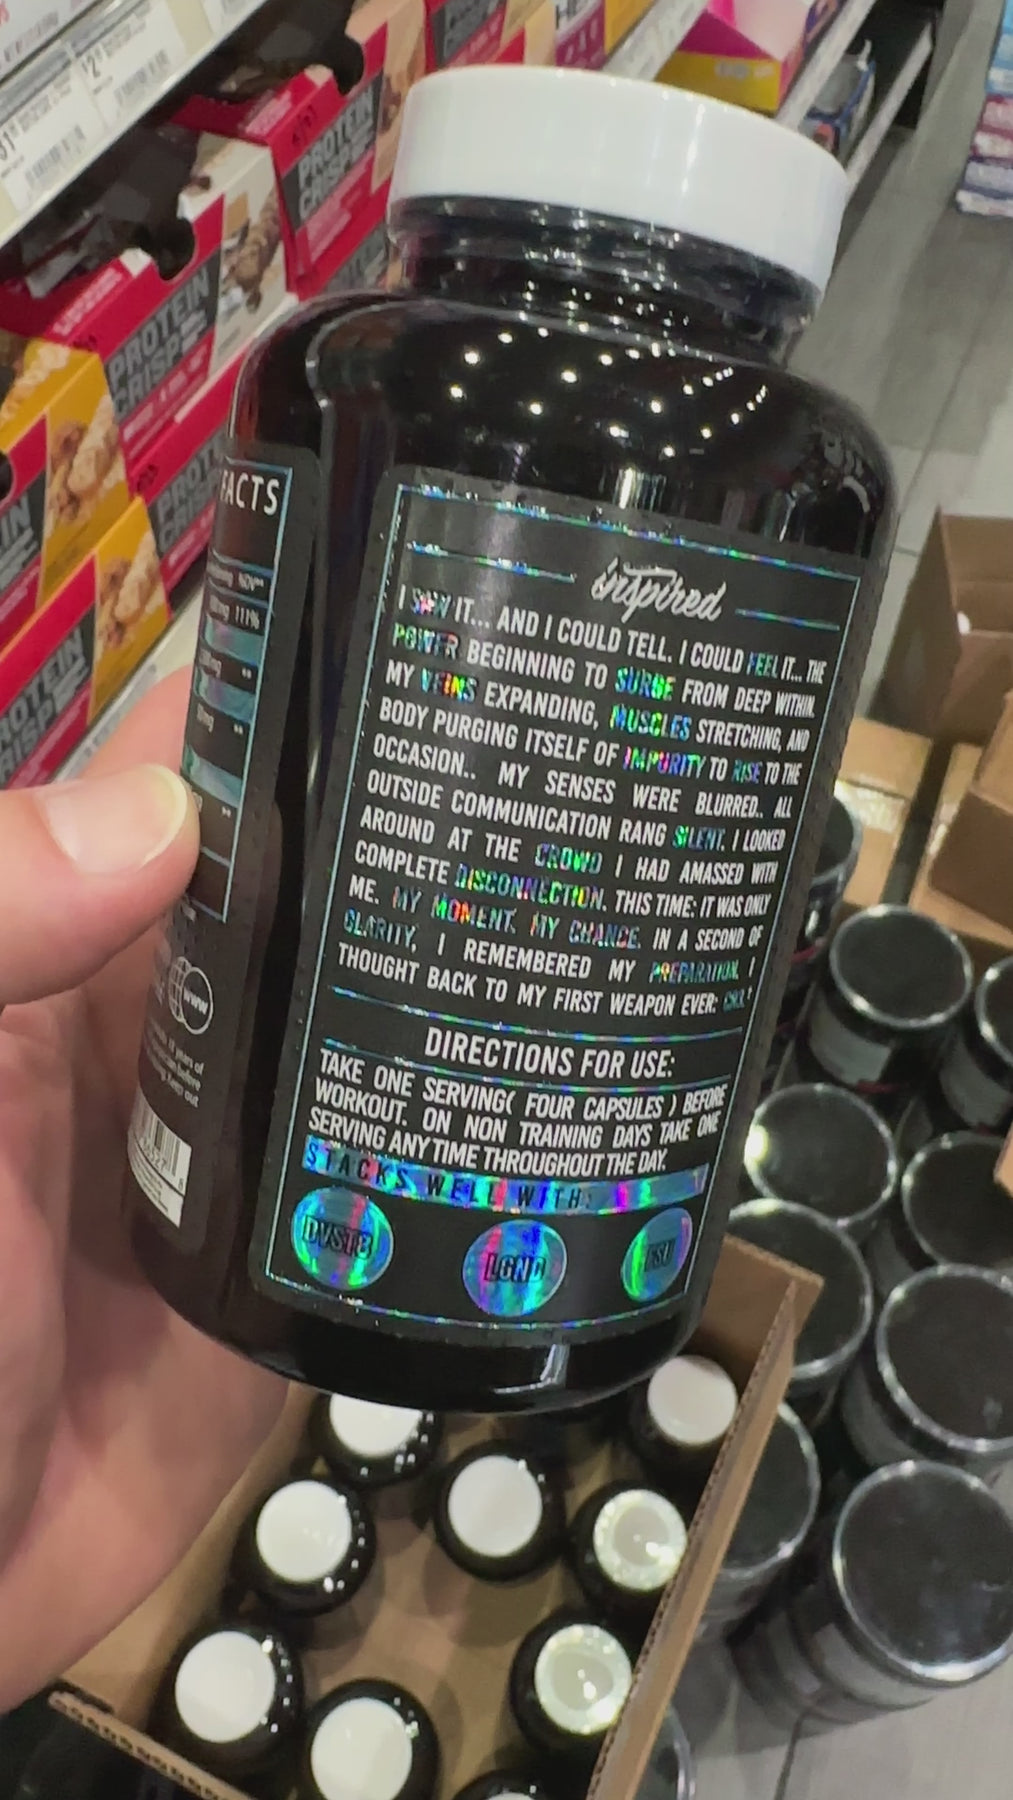 PROTEIN
CRISP
PROTEIN
CRISP
FACTS
111%
inspired
I SAW IT... AND I COULD TELL. I COULD FEEL IT... THE
POWER BEGINNING TO SURGE FROM DEEP WITHIN.
MY VEINS EXPANDING, MUSCLES STRETCHING, AND
BODY PURGING ITSELF OF IMPURITY TO RISE TO THE
OCCASION.. MY SENSES WERE BLURRED.. ALL
OUTSIDE COMMUNICATION RANG SILENT. I LOOKED
AROUND AT THE CROWD I HAD AMASSED WITH
COMPLETE DISCONNECTION. THIS TIME: IT WAS ONLY
ME. MY MOMENT. MY CHANCE. IN A SECOND OF
CLARITY, I REMEMBERED MY PREPARATION. I
THOUGHT BACK TO MY FIRST WEAPON EVER:
DIRECTIONS FOR USE:
TAKE ONE SERVING( FOUR CAPSULES ) BEFORE
WORKOUT. ON NON TRAINING DAYS TAKE ONE
SERVING ANYTIME THROUGHOUT THE DAY.
STACKS WELL WITH:
DVST8
LGND
FSU
www